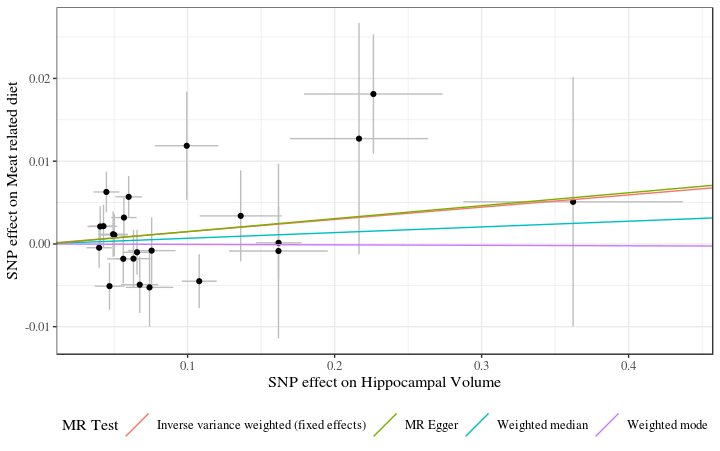 SNP effect on Meat related diet
0.02
0.01
0.00
-0.01
0.1 0.2 0.3 0.4
SNP effect on Hippocampal Volume
MR Test Inverse variance weighted (fixed effects) MR Egger Weighted median Weighted mode